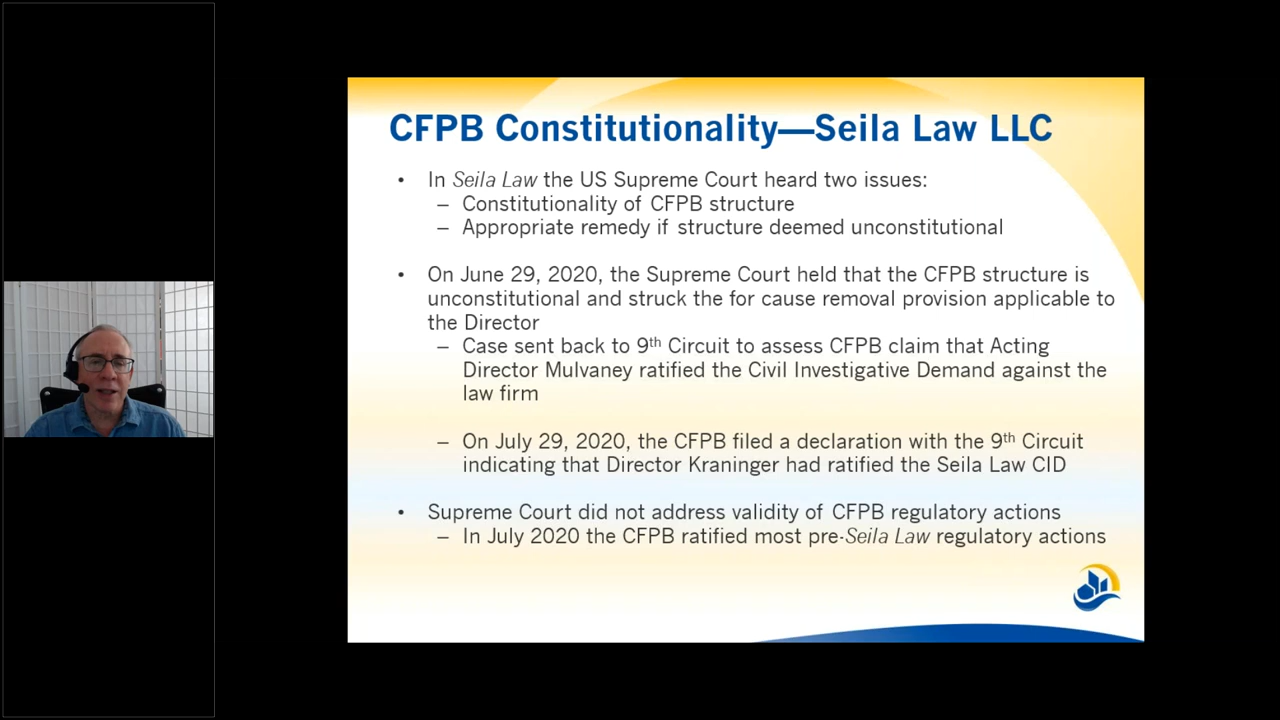 CFPB Constitutionality—Seila Law LLC
• In Seila Law the US Supreme Court heard two issues:
– Constitutionality of CFPB structure
– Appropriate remedy if structure deemed unconstitutional
• On June 29, 2020, the Supreme Court held that the CFPB structure is
unconstitutional and struck the for cause removal provision applicable to
the Director
– Case sent back to 9th Circuit to assess CFPB claim that Acting
Director Mulvaney ratified the Civil Investigative Demand against the
law firm
– On July 29, 2020, the CFPB filed a declaration with the 9th Circuit
indicating that Director Kraninger had ratified the Seila Law CID
• Supreme Court did not address validity of CFPB regulatory actions
– In July 2020 the CFPB ratified most pre-Seila Law regulatory actions